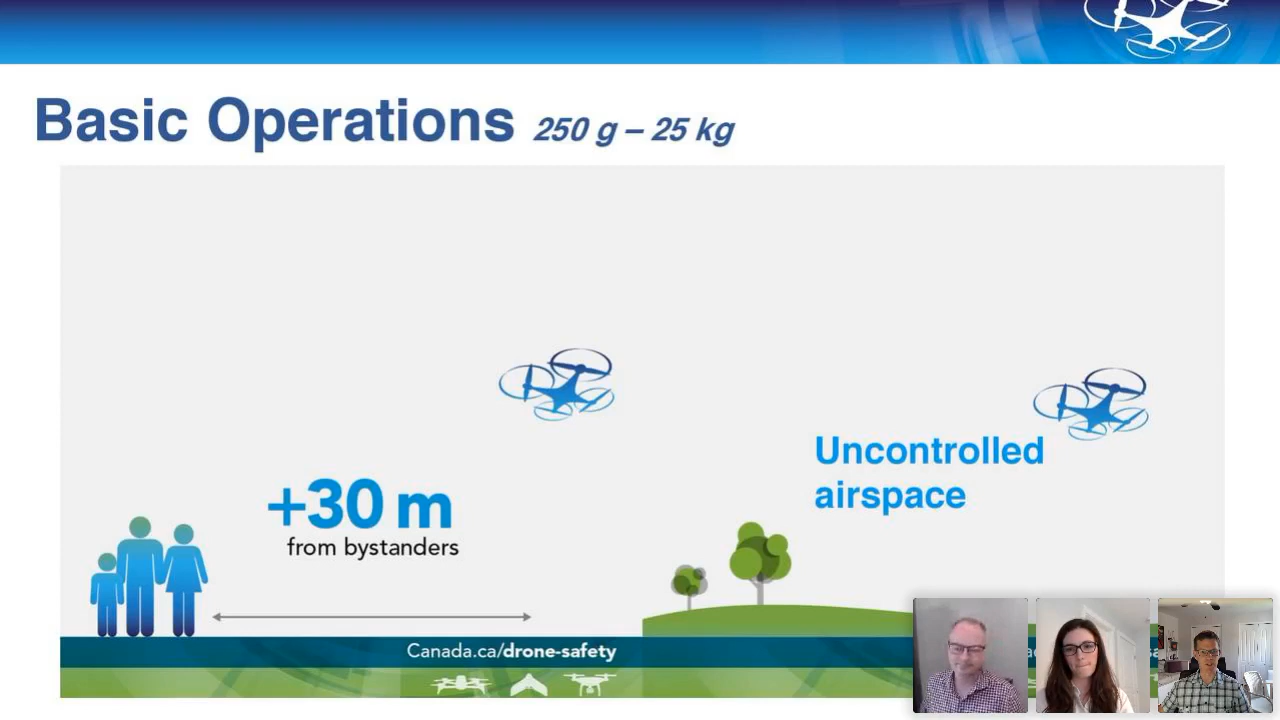 Basic Operations 250 g – 25 kg
Uncontrolled
airspace
+30 m
from bystanders
Canada.ca/drone-safety